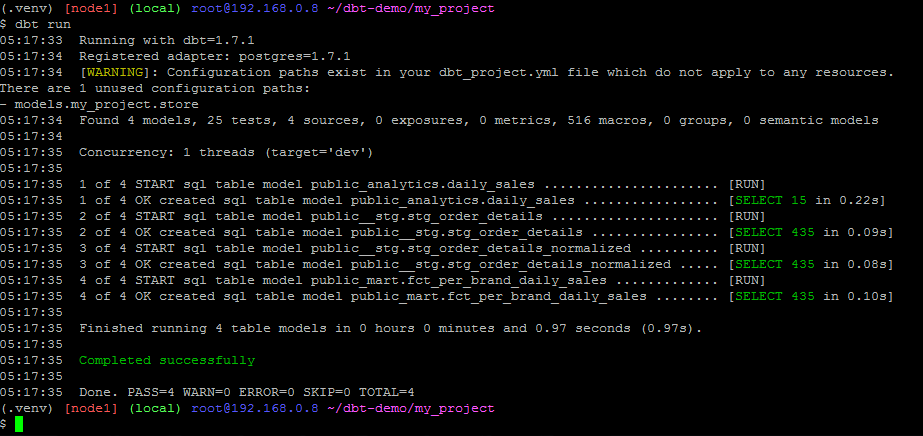 (.venv) [node1] (local) root@192.168.0.8 ~/dbt-demo/my_project
$ dbt run
05:17:33  Running with dbt=1.7.1
05:17:34  Registered adapter: postgres=1.7.1
05:17:34  [WARNING]: Configuration paths exist in your dbt_project.yml file which do not apply to any resources.
There are 1 unused configuration paths:
- models.my_project.store
05:17:34  Found 4 models, 25 tests, 4 sources, 0 exposures, 0 metrics, 516 macros, 0 groups, 0 semantic models
05:17:34
05:17:35  Concurrency: 1 threads (target='dev')
05:17:35
05:17:35  1 of 4 START sql table model public_analytics.daily_sales ...................... [RUN]
05:17:35  1 of 4 OK created sql table model public_analytics.daily_sales ................. [SELECT 15 in 0.22s]
05:17:35  2 of 4 START sql table model public__stg.stg_order_details ..................... [RUN]
05:17:35  2 of 4 OK created sql table model public__stg.stg_order_details ................ [SELECT 435 in 0.09s]
05:17:35  3 of 4 START sql table model public__stg.stg_order_details_normalized .......... [RUN]
05:17:35  3 of 4 OK created sql table model public__stg.stg_order_details_normalized ..... [SELECT 435 in 0.08s]
05:17:35  4 of 4 START sql table model public_mart.fct_per_brand_daily_sales ............. [RUN]
05:17:35  4 of 4 OK created sql table model public_mart.fct_per_brand_daily_sales ........ [SELECT 435 in 0.10s]
05:17:35
05:17:35  Finished running 4 table models in 0 hours 0 minutes and 0.97 seconds (0.97s).
05:17:35
05:17:35  Completed successfully
05:17:35
05:17:35  Done. PASS=4 WARN=0 ERROR=0 SKIP=0 TOTAL=4
(.venv) [node1] (local) root@192.168.0.8 ~/dbt-demo/my_project
$